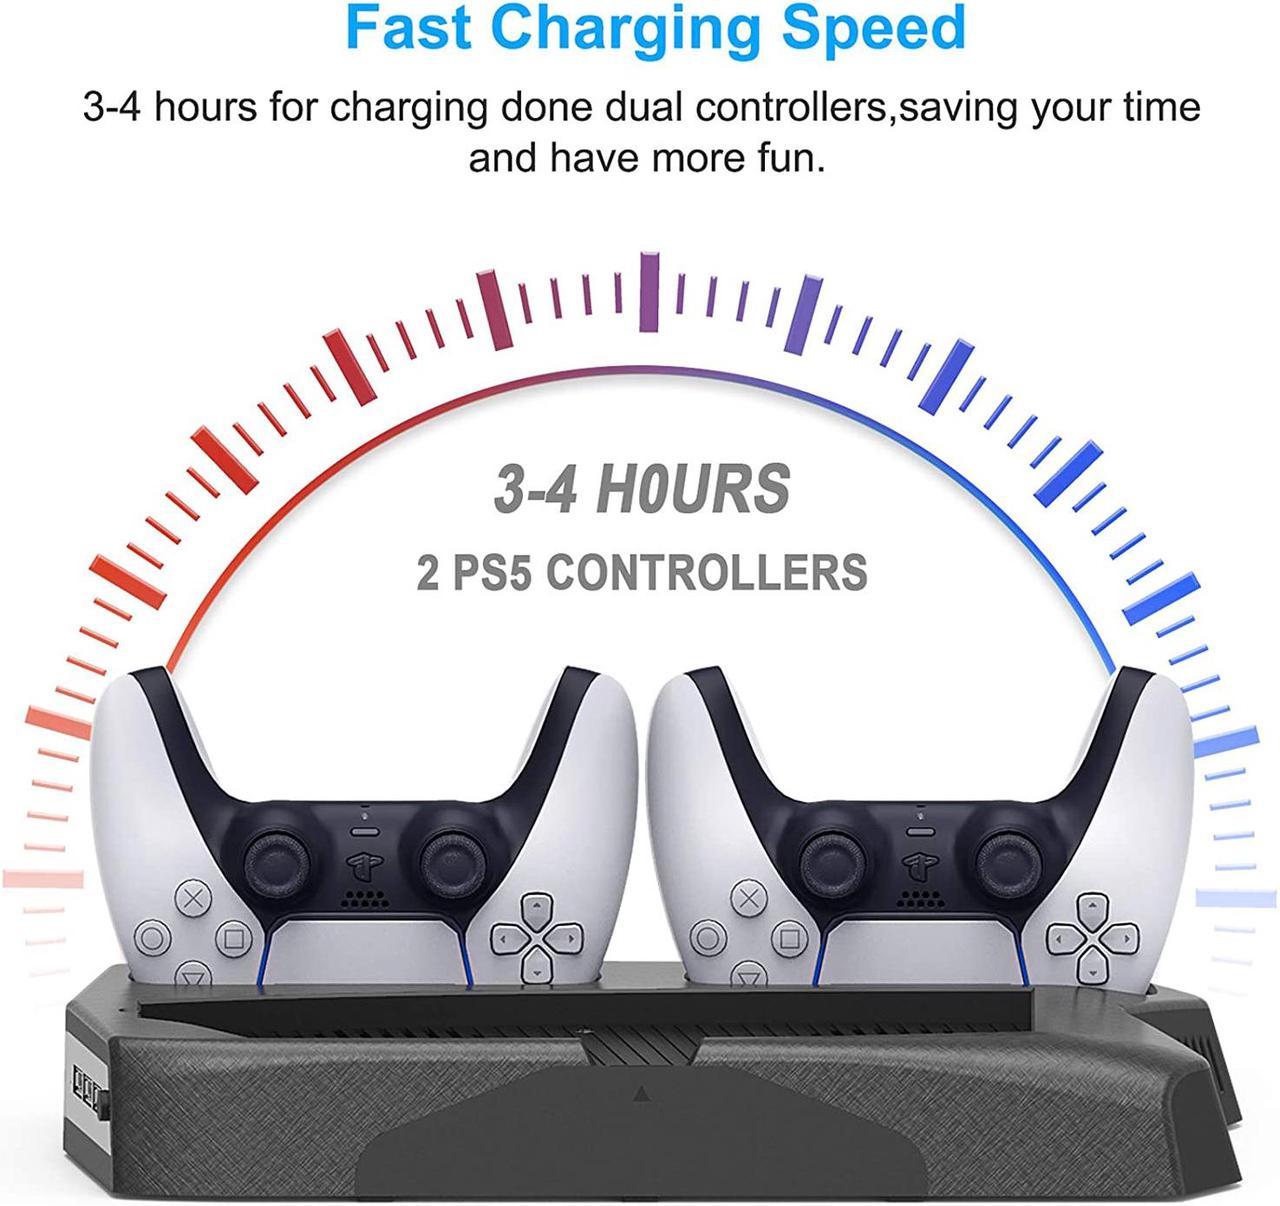 Fast Charging Speed
3-4 hours for charging done dual controllers,saving your time
and have more fun.
3-4 H0URS
2 PS5 CONTROLLERS